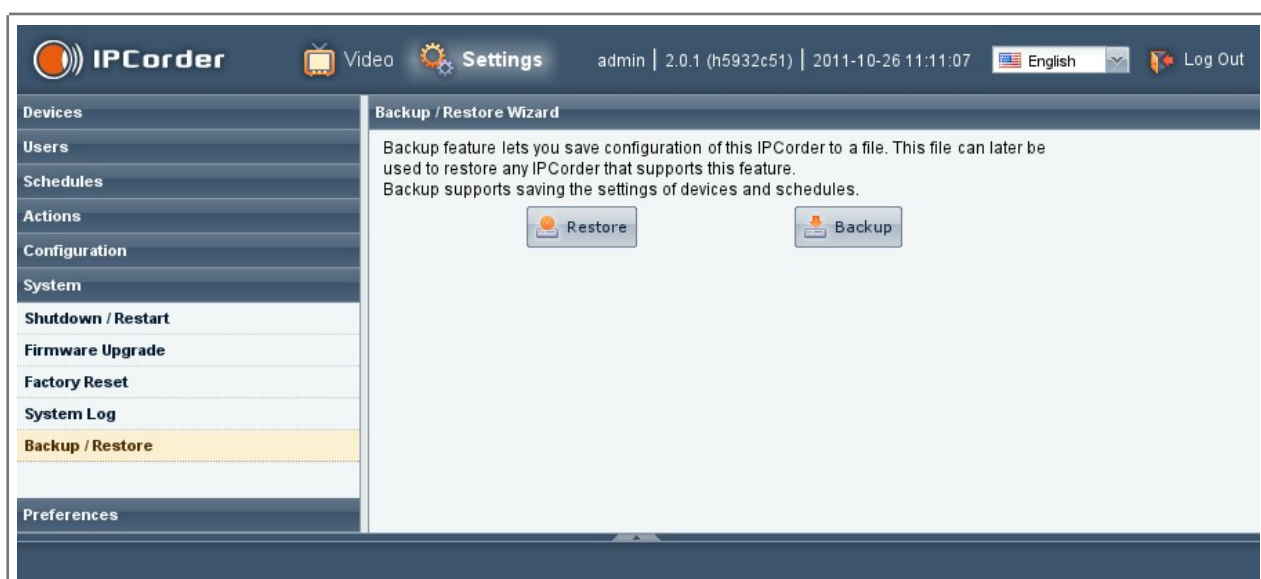 IPCorder
Video
Settings
admin | 2.0.1 (h5932c51) | 2011-10-26 11:11:07
English
Log Out
Devices
Users
Schedules
Actions
Configuration
System
Shutdown / Restart
Firmware Upgrade
Factory Reset
System Log
Backup / Restore
Preferences
Backup / Restore Wizard
Backup feature lets you save configuration of this IPCorder to a file. This file can later be
used to restore any IPCorder that supports this feature.
Backup supports saving the settings of devices and schedules.
Restore
Backup